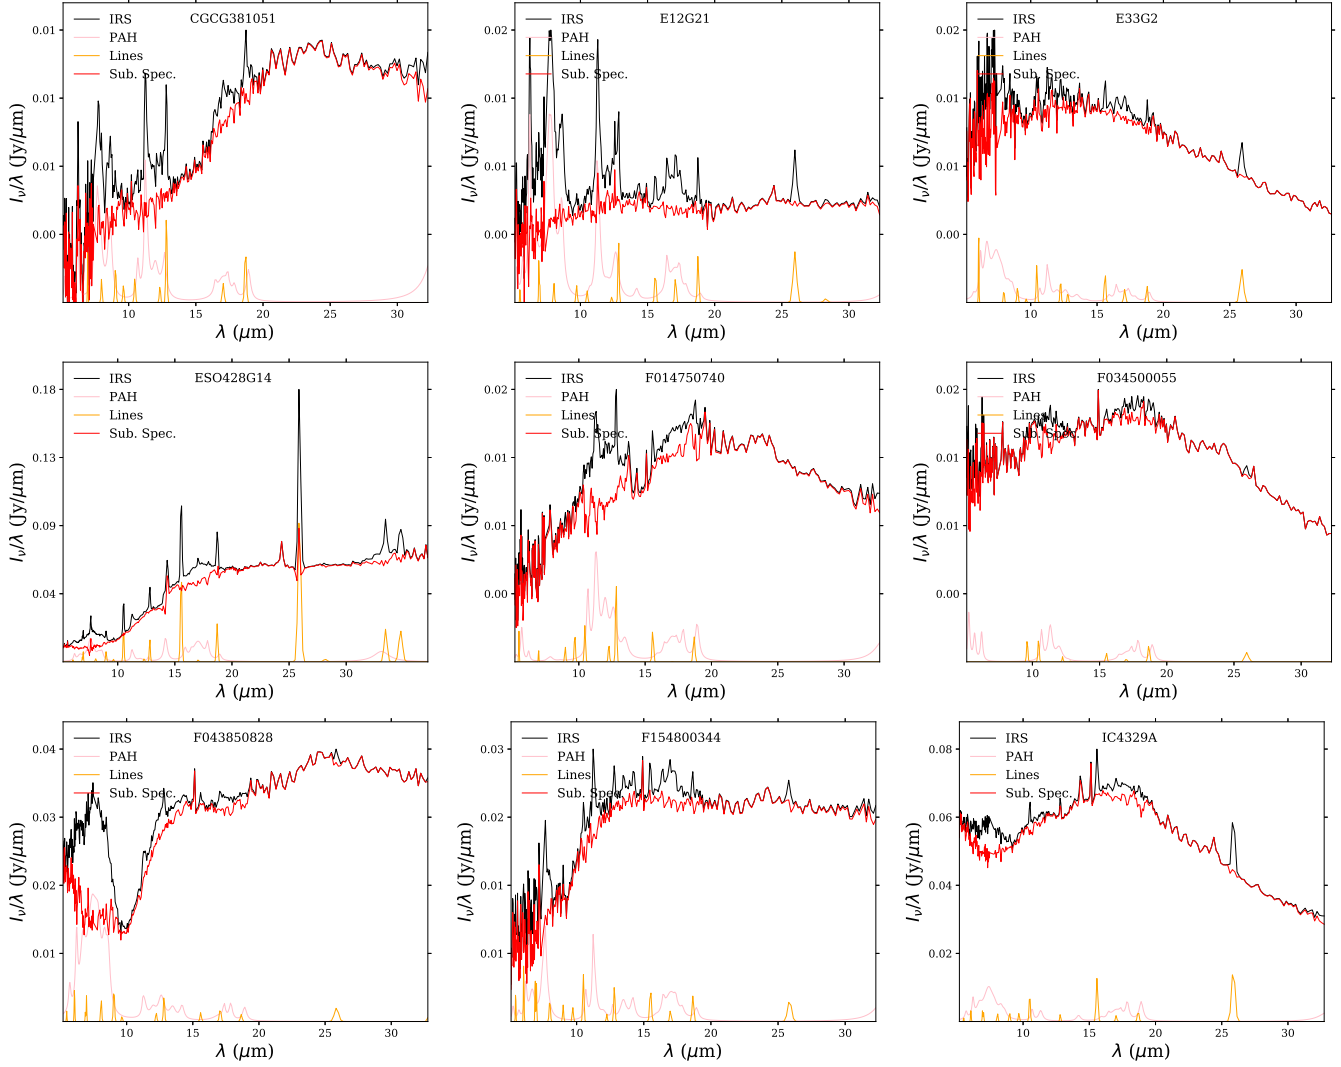 CGCG381051
IRS
PAH
Lines
Sub. Spec.
0.01
0.01
0.01
0.00
I_ν/λ (Jy/μm)
10 15 20 25 30
λ (μm)
E12G21
IRS
PAH
Lines
Sub. Spec.
0.02
0.01
0.01
0.00
I_ν/λ (Jy/μm)
10 15 20 25 30
λ (μm)
E33G2
IRS
PAH
Lines
Sub. Spec.
0.02
0.01
0.01
0.00
I_ν/λ (Jy/μm)
10 15 20 25 30
λ (μm)
ESO428G14
IRS
PAH
Lines
Sub. Spec.
0.18
0.13
0.09
0.04
I_ν/λ (Jy/μm)
10 15 20 25 30
λ (μm)
F014750740
IRS
PAH
Lines
Sub. Spec.
0.02
0.01
0.01
0.00
I_ν/λ (Jy/μm)
10 15 20 25 30
λ (μm)
F034500055
IRS
PAH
Lines
Sub. Spec.
0.02
0.01
0.01
0.00
I_ν/λ (Jy/μm)
10 15 20 25 30
λ (μm)
F043850828
IRS
PAH
Lines
Sub. Spec.
0.04
0.03
0.02
0.01
I_ν/λ (Jy/μm)
10 15 20 25 30
λ (μm)
F154800344
IRS
PAH
Lines
Sub. Spec.
0.03
0.02
0.01
0.01
I_ν/λ (Jy/μm)
10 15 20 25 30
λ (μm)
IC4329A
IRS
PAH
Lines
Sub. Spec.
0.08
0.06
0.04
0.02
I_ν/λ (Jy/μm)
10 15 20 25 30
λ (μm)